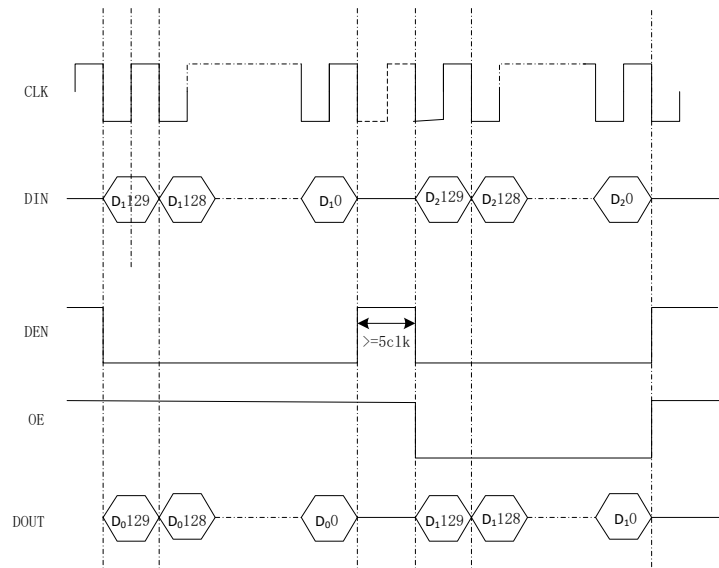 CLK
DIN D₁129 D₁128 D₁0 D₂129 D₂128 D₂0
DEN
>=5clk
OE
DOUT D₀129 D₀128 D₀0 D₁129 D₁128 D₁0